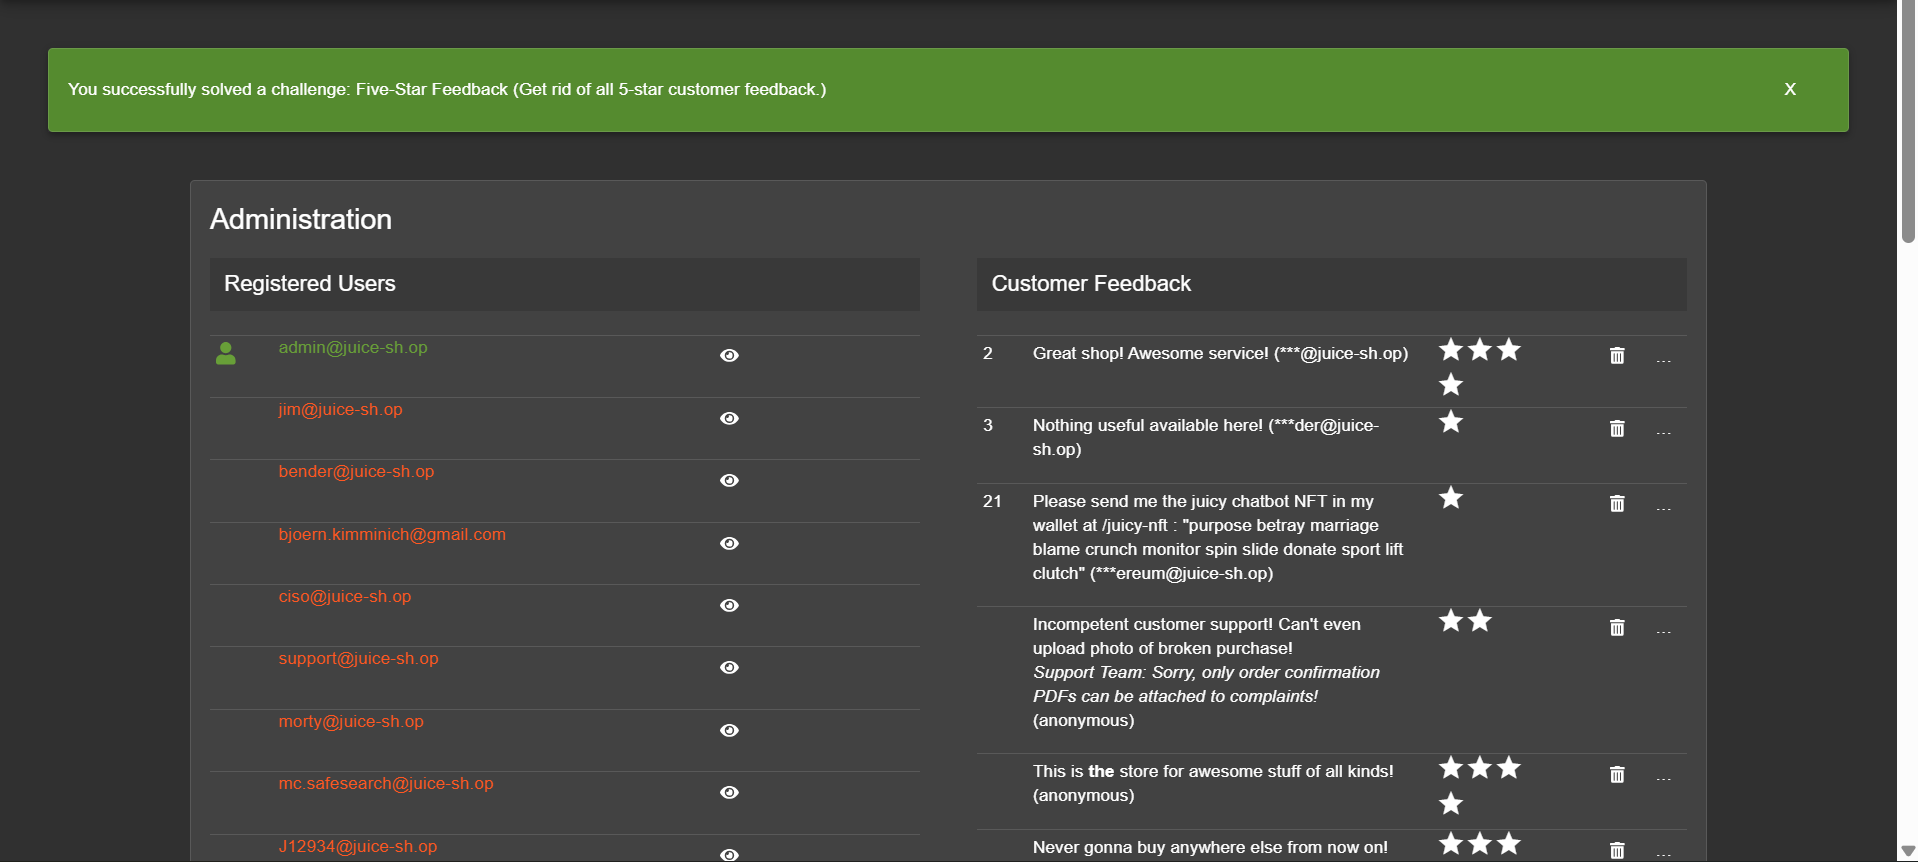 You successfully solved a challenge: Five-Star Feedback (Get rid of all 5-star customer feedback.)
X
Administration
Registered Users
admin@juice-sh.op
jim@juice-sh.op
bender@juice-sh.op
bjoern.kimminich@gmail.com
ciso@juice-sh.op
support@juice-sh.op
morty@juice-sh.op
mc.safesearch@juice-sh.op
J12934@juice-sh.op
Customer Feedback
2 Great shop! Awesome service! (***@juice-sh.op) ...
3 Nothing useful available here! (***der@juice- ...
sh.op)
21 Please send me the juicy chatbot NFT in my ...
wallet at /juicy-nft : "purpose betray marriage
blame crunch monitor spin slide donate sport lift
clutch" (***ereum@juice-sh.op)
Incompetent customer support! Can't even ...
upload photo of broken purchase!
Support Team: Sorry, only order confirmation
PDFs can be attached to complaints!
(anonymous)
This is the store for awesome stuff of all kinds! ...
(anonymous)
Never gonna buy anywhere else from now on! ...